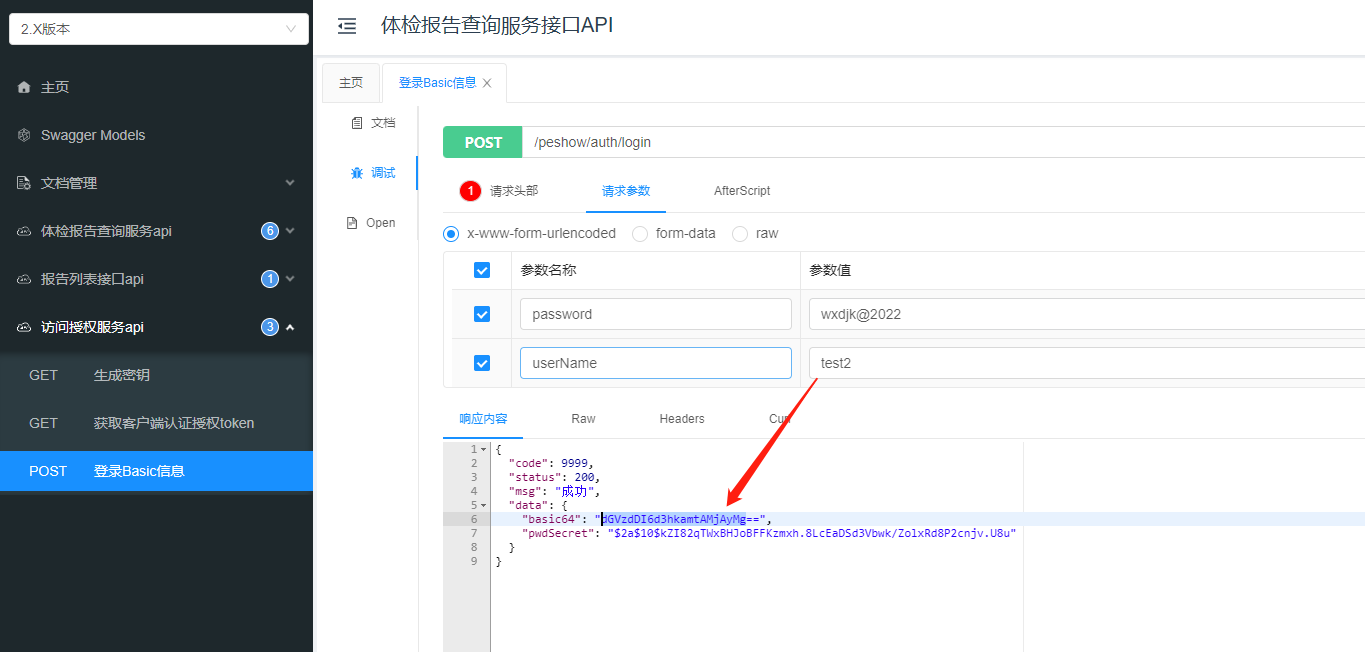 2.X版本
体检报告查询服务接口API
主页
Swagger Models
文档管理
体检报告查询服务api 6
报告列表接口api 1
访问授权服务api 3
GET 生成密钥
GET 获取客户端认证授权token
POST 登录Basic信息
主页 登录Basic信息
文档
调试
Open
POST /peshow/auth/login
1 请求头部 请求参数 AfterScript
x-www-form-urlencoded form-data raw
参数名称 参数值
password wxdjk@2022
userName test2
响应内容 Raw Headers
1 {
2 "code": 9999,
3 "status": 200,
4 "msg": "成功",
5 "data": {
6 "basic64": "dGVzdDI6d3hkamtAMjAyMg==",
7 "pwdSecret": "$2a$10$kZI82qTWxBHJoBFFKzmxh.8LcEaDSd3Vbwk/ZolxRd8P2cnjv.U8u"
8 }
9 }